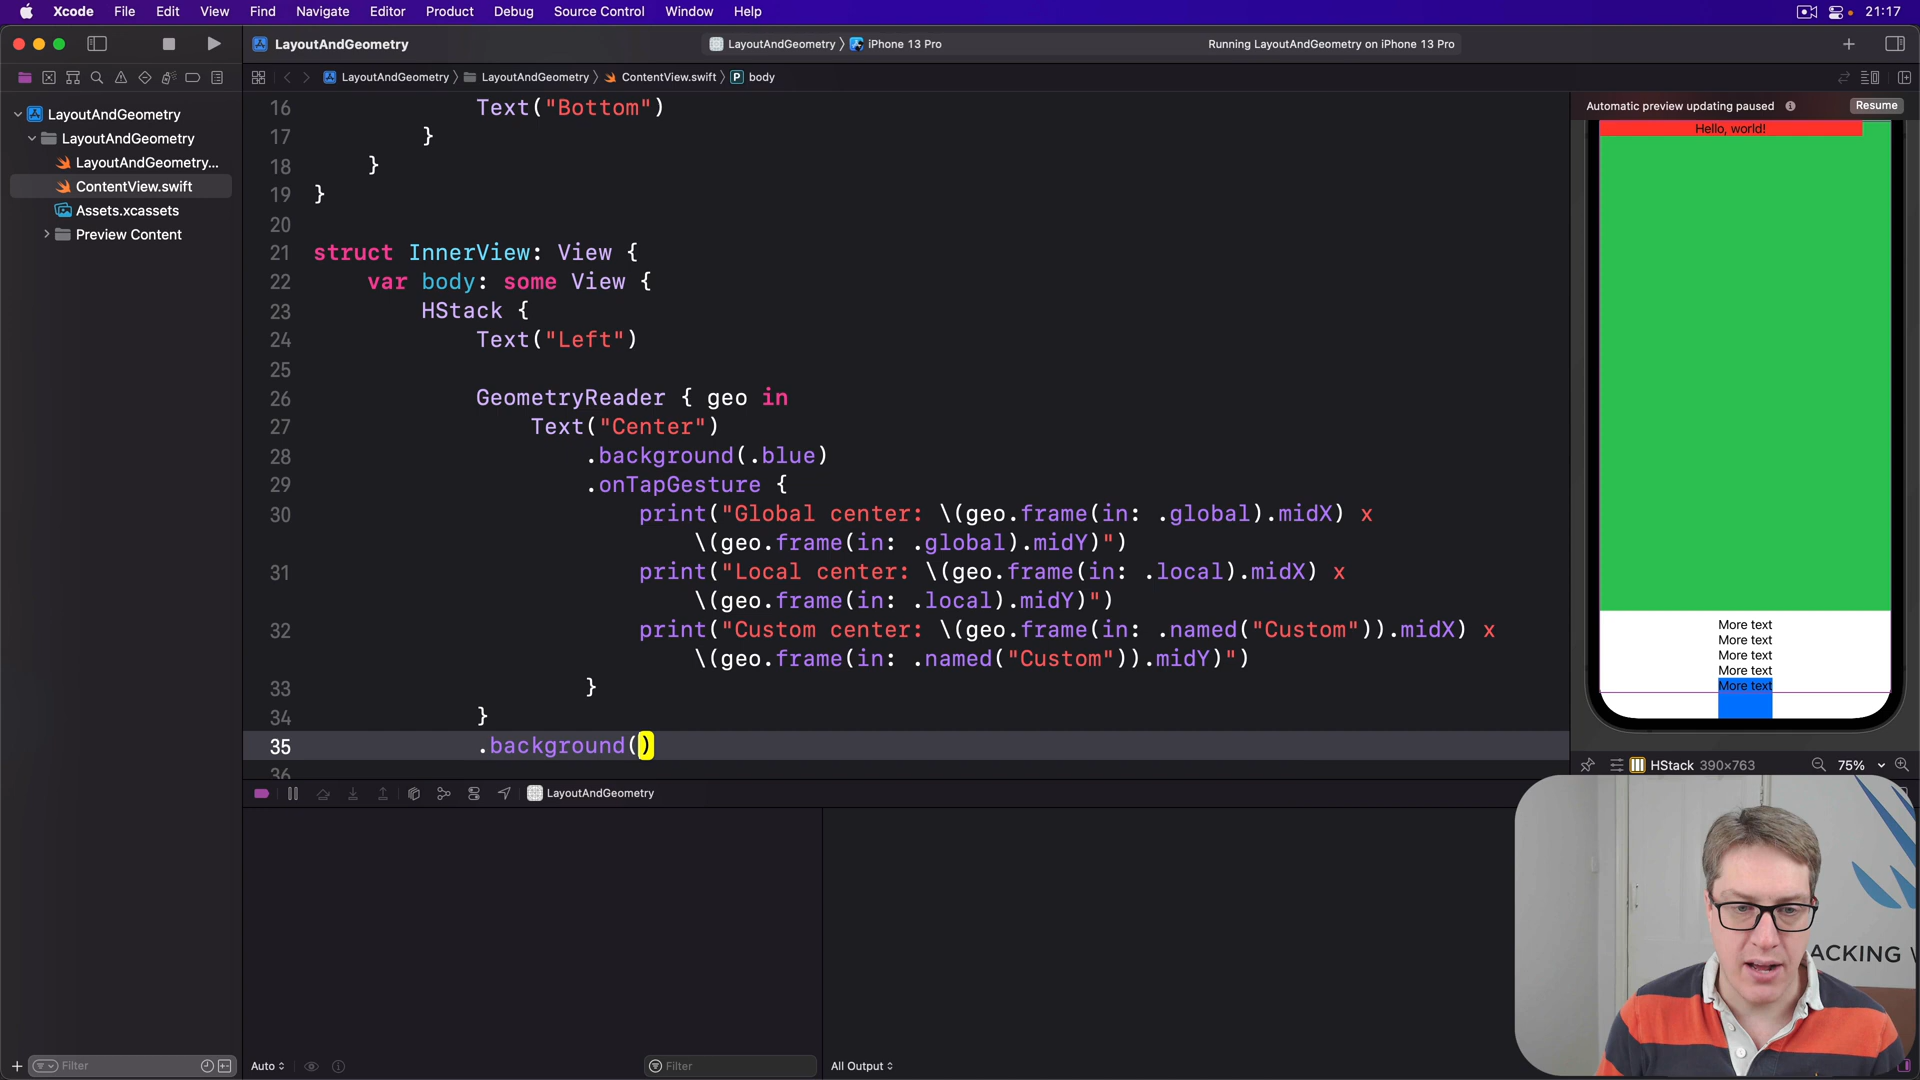 Xcode File Edit View Find Navigate Editor Product Debug Source Control Window Help 21:17
LayoutAndGeometry
LayoutAndGeometry iPhone 13 Pro
Running LayoutAndGeometry on iPhone 13 Pro
LayoutAndGeometry LayoutAndGeometry ContentView.swift P body
LayoutAndGeometry
LayoutAndGeometry
LayoutAndGeometry...
ContentView.swift
Assets.xcassets
Preview Content
16 Text("Bottom")
17 }
18 }
19 }
20
21 struct InnerView: View {
22 var body: some View {
23 HStack {
24 Text("Left")
25
26 GeometryReader { geo in
27 Text("Center")
28 .background(.blue)
29 .onTapGesture {
30 print("Global center: \(geo.frame(in: .global).midX) x
\(geo.frame(in: .global).midY)")
31 print("Local center: \(geo.frame(in: .local).midX) x
\(geo.frame(in: .local).midY)")
32 print("Custom center: \(geo.frame(in: .named("Custom")).midX) x
\(geo.frame(in: .named("Custom")).midY)")
33 }
34 }
35 .background()
36
Automatic preview updating paused Resume
Hello, world!
More text
More text
More text
More text
More text
HStack 390×763 75%
LayoutAndGeometry
ACKING W
Filter
Auto
Filter
All Output